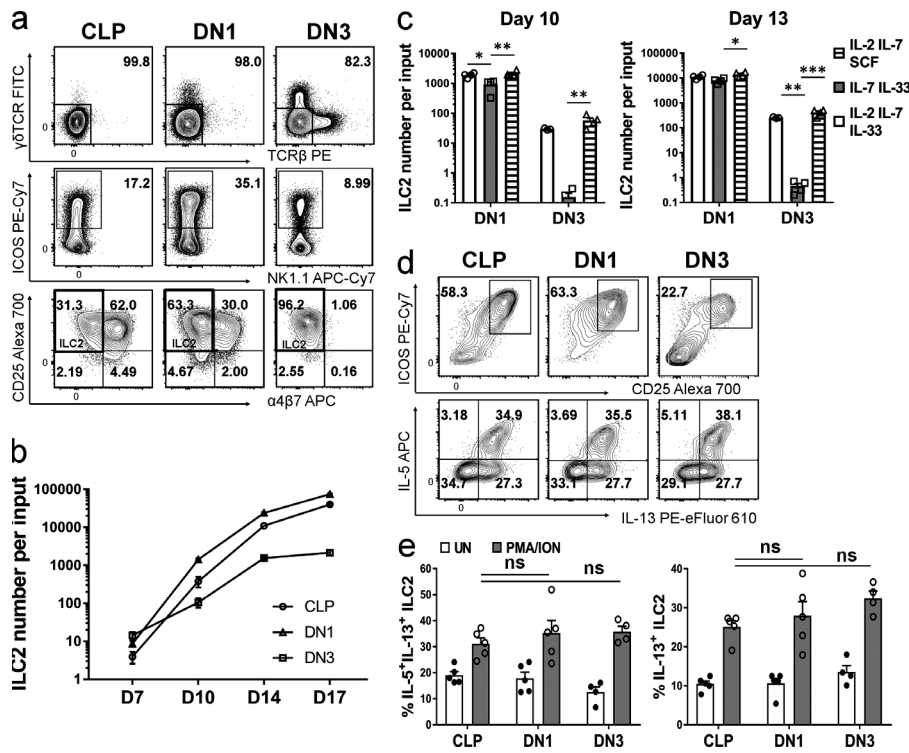 a
CLP DN1 DN3
γδTCR FITC
99.8 98.0 82.3
0
0
TCRβ PE
ICOS PE-Cy7
17.2 35.1 8.99
0
0
NK1.1 APC-Cy7
CD25 Alexa 700
31.3 62.0 63.3 30.0 96.2 1.06
ILC2 ILC2 ILC2
2.19 4.49 4.67 2.00 2.55 0.16
0
0
α4β7 APC
b
ILC2 number per input
100000
10000
1000
100
10
1
D7 D10 D14 D17
CLP
DN1
DN3
c
Day 10
ILC2 number per input
10000
1000
100
10
1
0.1
* **
**
DN1 DN3
Day 13
ILC2 number per input
100000
10000
1000
100
10
1
0.1
*
** ***
DN1 DN3
IL-2 IL-7
SCF
IL-7 IL-33
IL-2 IL-7
IL-33
d
CLP DN1 DN3
ICOS PE-Cy7
58.3 63.3 22.7
0
0
CD25 Alexa 700
IL-5 APC
3.18 34.9 3.69 35.5 5.11 38.1
34.7 27.3 33.1 27.7 29.1 27.7
0
0
IL-13 PE-eFluor 610
e
UN PMA/ION
% IL-5+IL-13+ ILC2
60
50
40
30
20
10
0
ns
ns
CLP DN1 DN3
% IL-13+ ILC2
40
30
20
10
0
ns
ns
CLP DN1 DN3